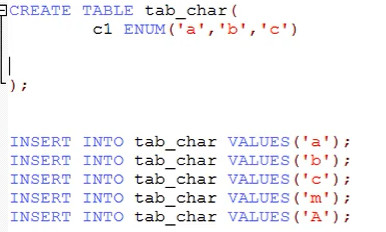 CREATE TABLE tab_char(
c1 ENUM('a','b','c')
);
INSERT INTO tab_char VALUES('a');
INSERT INTO tab_char VALUES('b');
INSERT INTO tab_char VALUES('c');
INSERT INTO tab_char VALUES('m');
INSERT INTO tab_char VALUES('A');